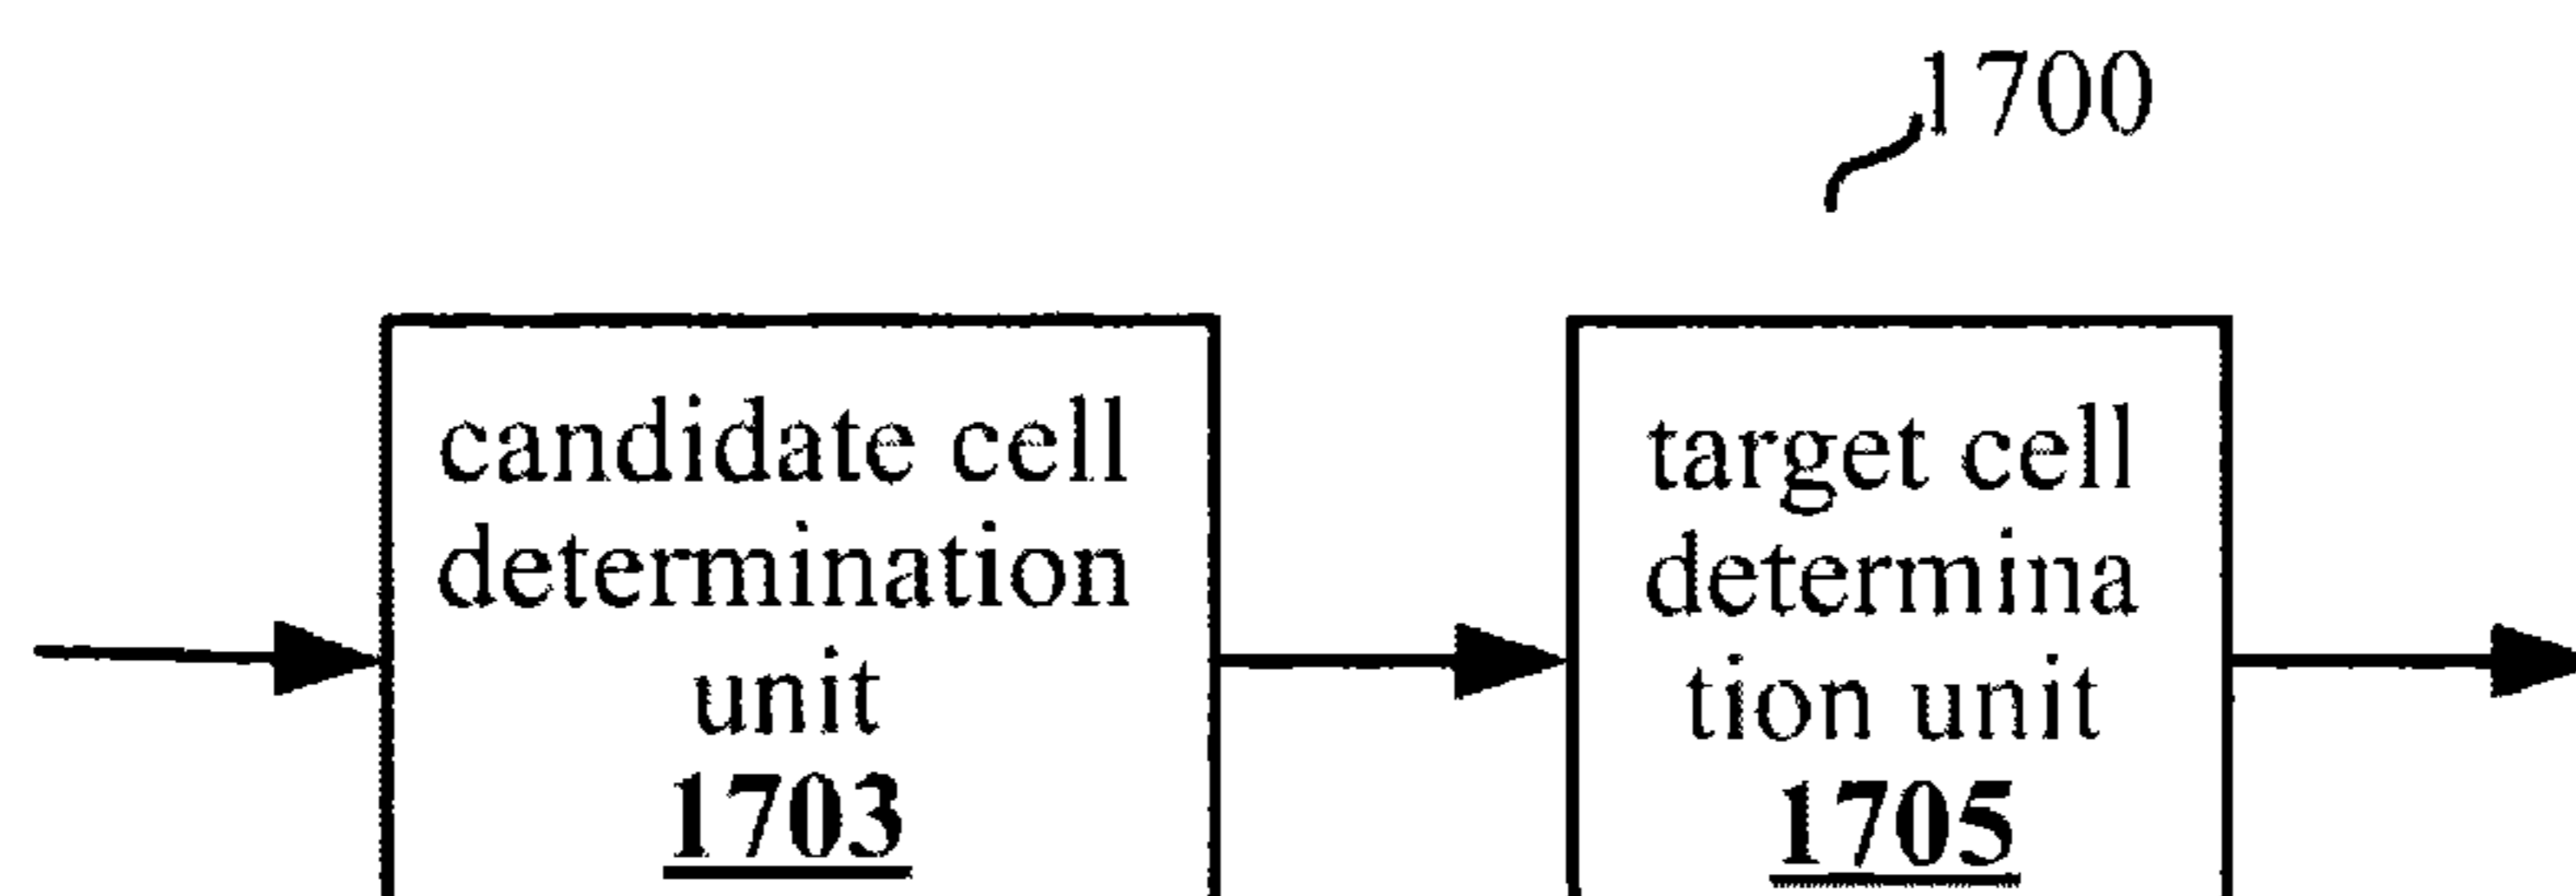 1700
candidate cell
determination
unit
1703
target cell
determina
tion unit
1705